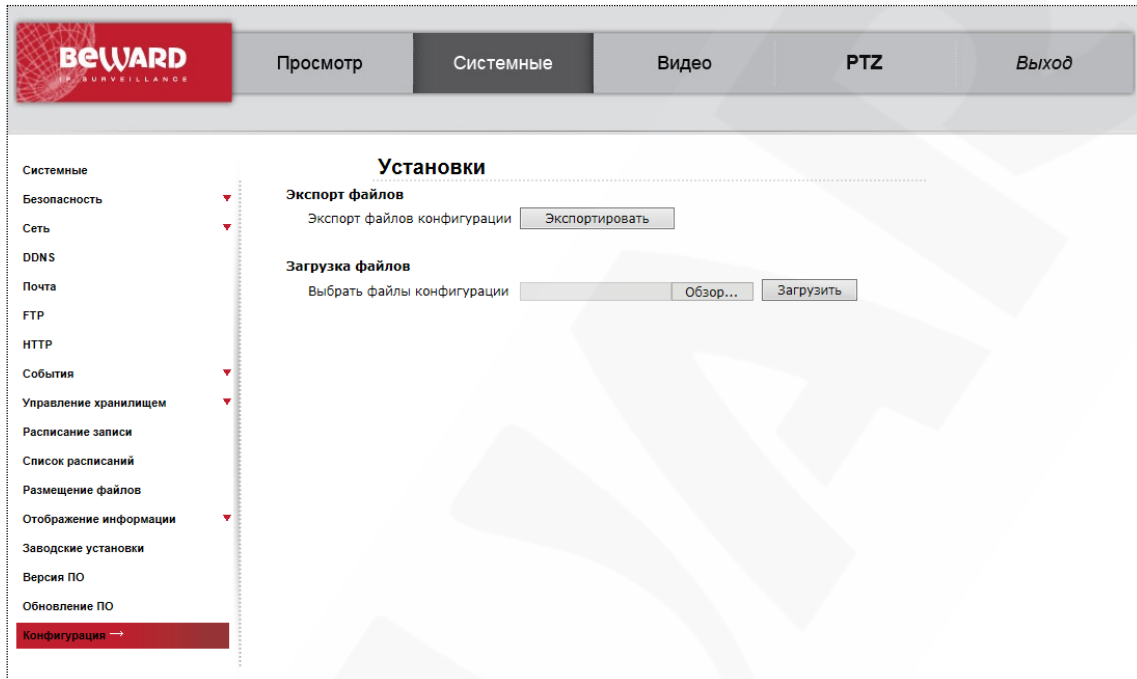 BEWARD
IP SURVEILLANCE
Просмотр Системные Видео PTZ Выход
Системные
Безопасность
Сеть
DDNS
Почта
FTP
HTTP
События
Управление хранилищем
Расписание записи
Список расписаний
Размещение файлов
Отображение информации
Заводские установки
Версия ПО
Обновление ПО
Конфигурация →
Установки
Экспорт файлов
Экспорт файлов конфигурации Экспортировать
Загрузка файлов
Выбрать файлы конфигурации Обзор... Загрузить